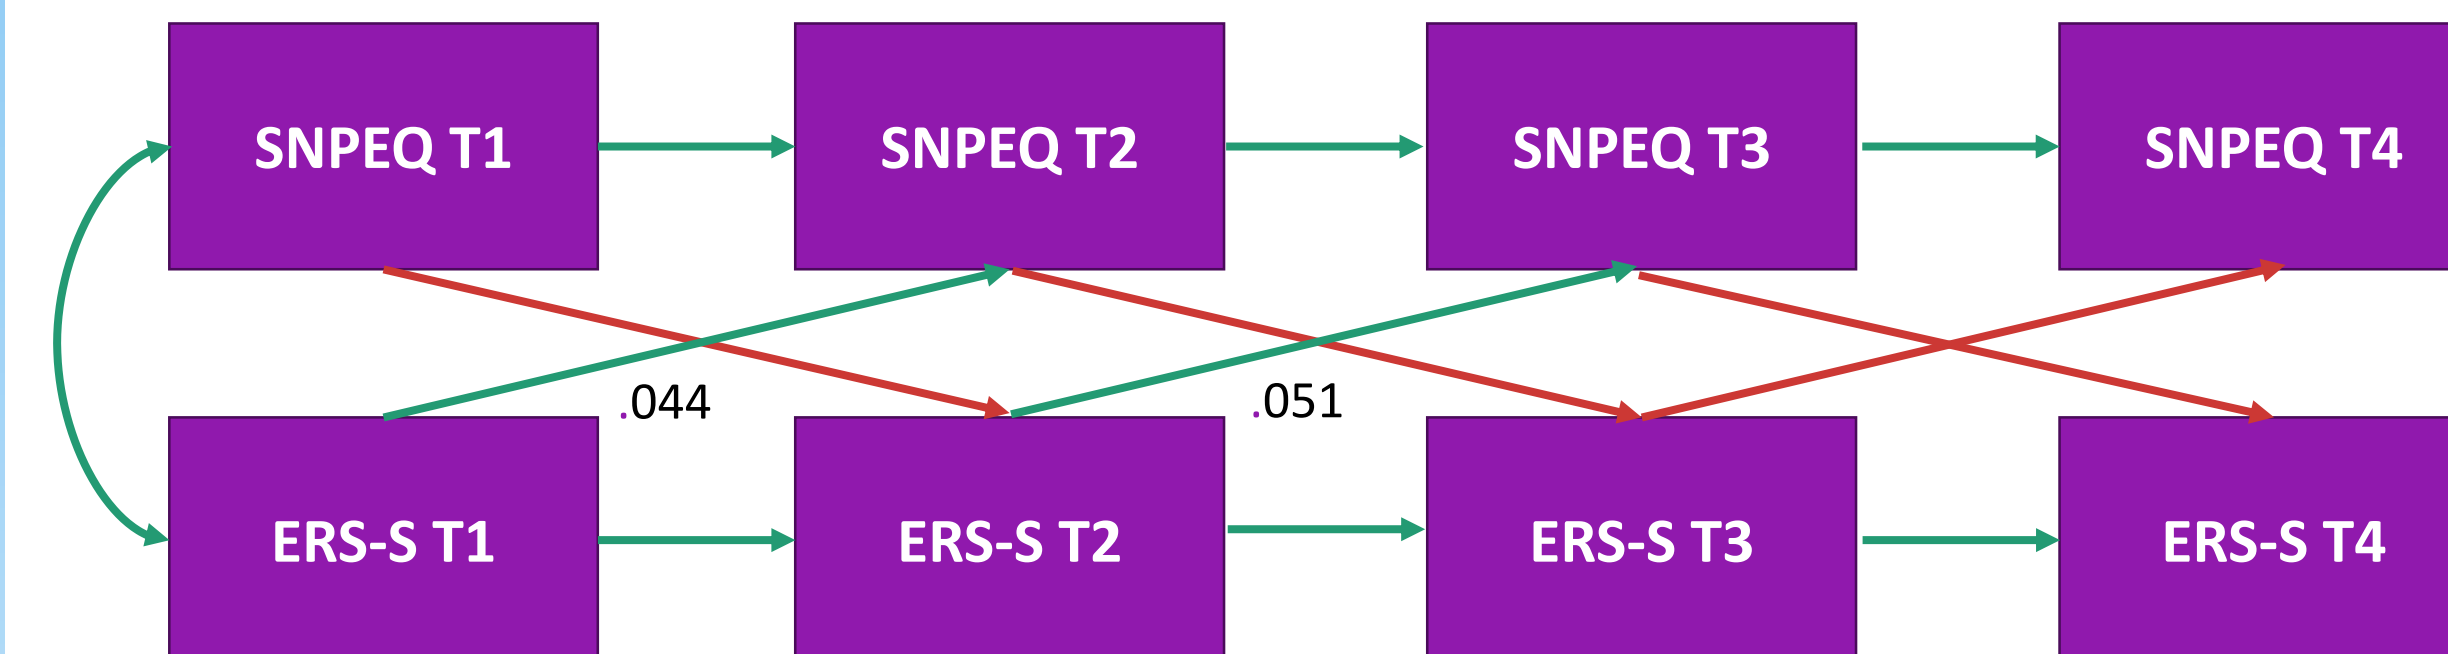 SNPEQ T1
SNPEQ T2
SNPEQ T3
SNPEQ T4
.044
.051
ERS-S T1
ERS-S T2
ERS-S T3
ERS-S T4